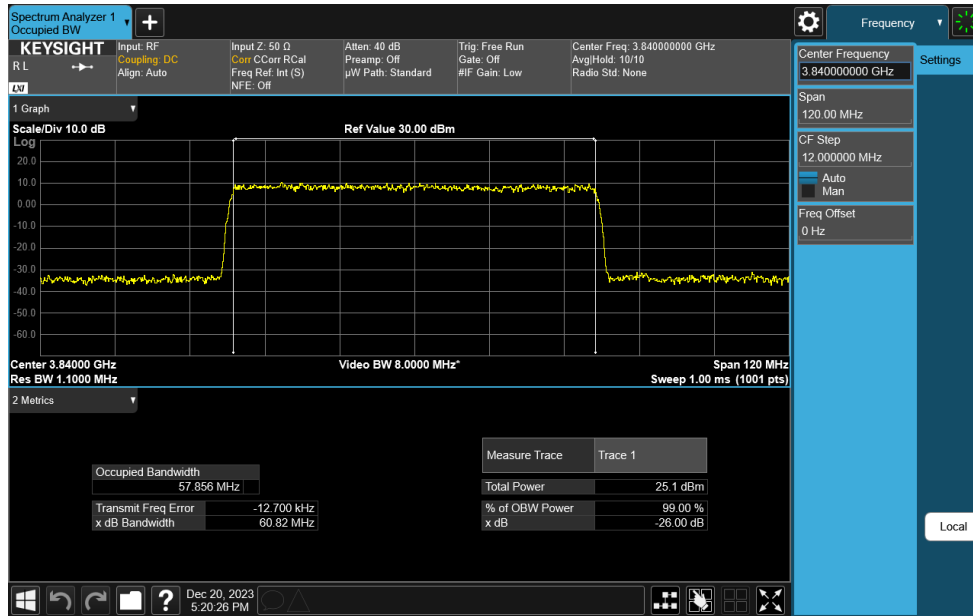 Spectrum Analyzer 1
Occupied BW
+
Frequency
KEYSIGHT
R L
LXI
Input: RF
Coupling: DC
Align: Auto
Input Z: 50 Ω
Corr CCorr RCal
Freq Ref: Int (S)
NFE: Off
Atten: 40 dB
Preamp: Off
µW Path: Standard
Trig: Free Run
Gate: Off
#IF Gain: Low
Center Freq: 3.840000000 GHz
Avg|Hold: 10/10
Radio Std: None
Center Frequency
3.840000000 GHz
Settings
Span
120.00 MHz
CF Step
12.000000 MHz
Auto
Man
Freq Offset
0 Hz
Local
1 Graph
Scale/Div 10.0 dB
Ref Value 30.00 dBm
Log
20.0
10.0
0.00
-10.0
-20.0
-30.0
-40.0
-50.0
-60.0
Center 3.84000 GHz
Video BW 8.0000 MHz*
Span 120 MHz
Res BW 1.1000 MHz
Sweep 1.00 ms (1001 pts)
2 Metrics
Measure Trace Trace 1
Occupied Bandwidth
57.856 MHz
Total Power 25.1 dBm
Transmit Freq Error -12.700 kHz
% of OBW Power 99.00 %
x dB Bandwidth 60.82 MHz
x dB -26.00 dB
?
Dec 20, 2023
5:20:26 PM